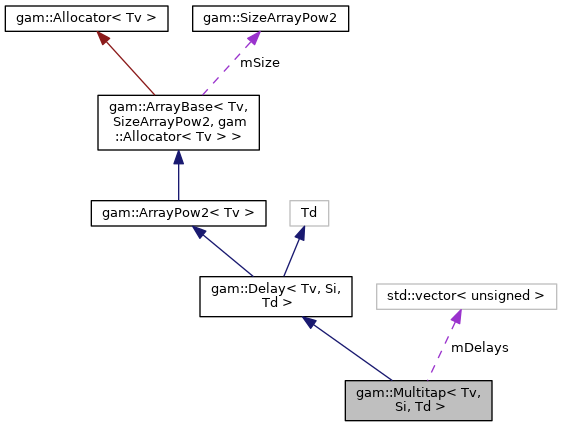 gam::Allocator< Tv >
gam::SizeArrayPow2
mSize
gam::ArrayBase< Tv,
SizeArrayPow2, gam
::Allocator< Tv > >
gam::ArrayPow2< Tv >
Td
gam::Delay< Tv, Si,
Td >
std::vector< unsigned >
mDelays
gam::Multitap< Tv,
Si, Td >